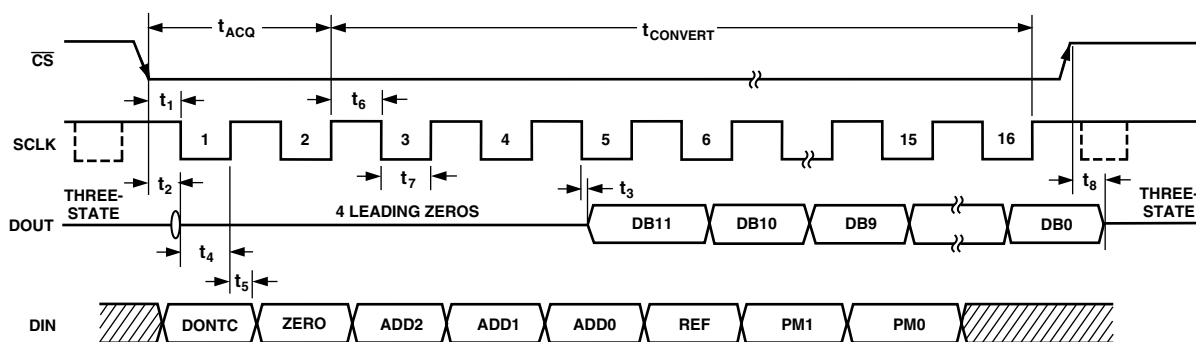 tACQ tCONVERT
CS
t1 t6
SCLK 1 2 3 4 5 6 15 16
t2 t7 t3 t8
THREE-STATE 4 LEADING ZEROS THREE-STATE
DOUT DB11 DB10 DB9 DB0
t4
t5
DIN DONTC ZERO ADD2 ADD1 ADD0 REF PM1 PM0